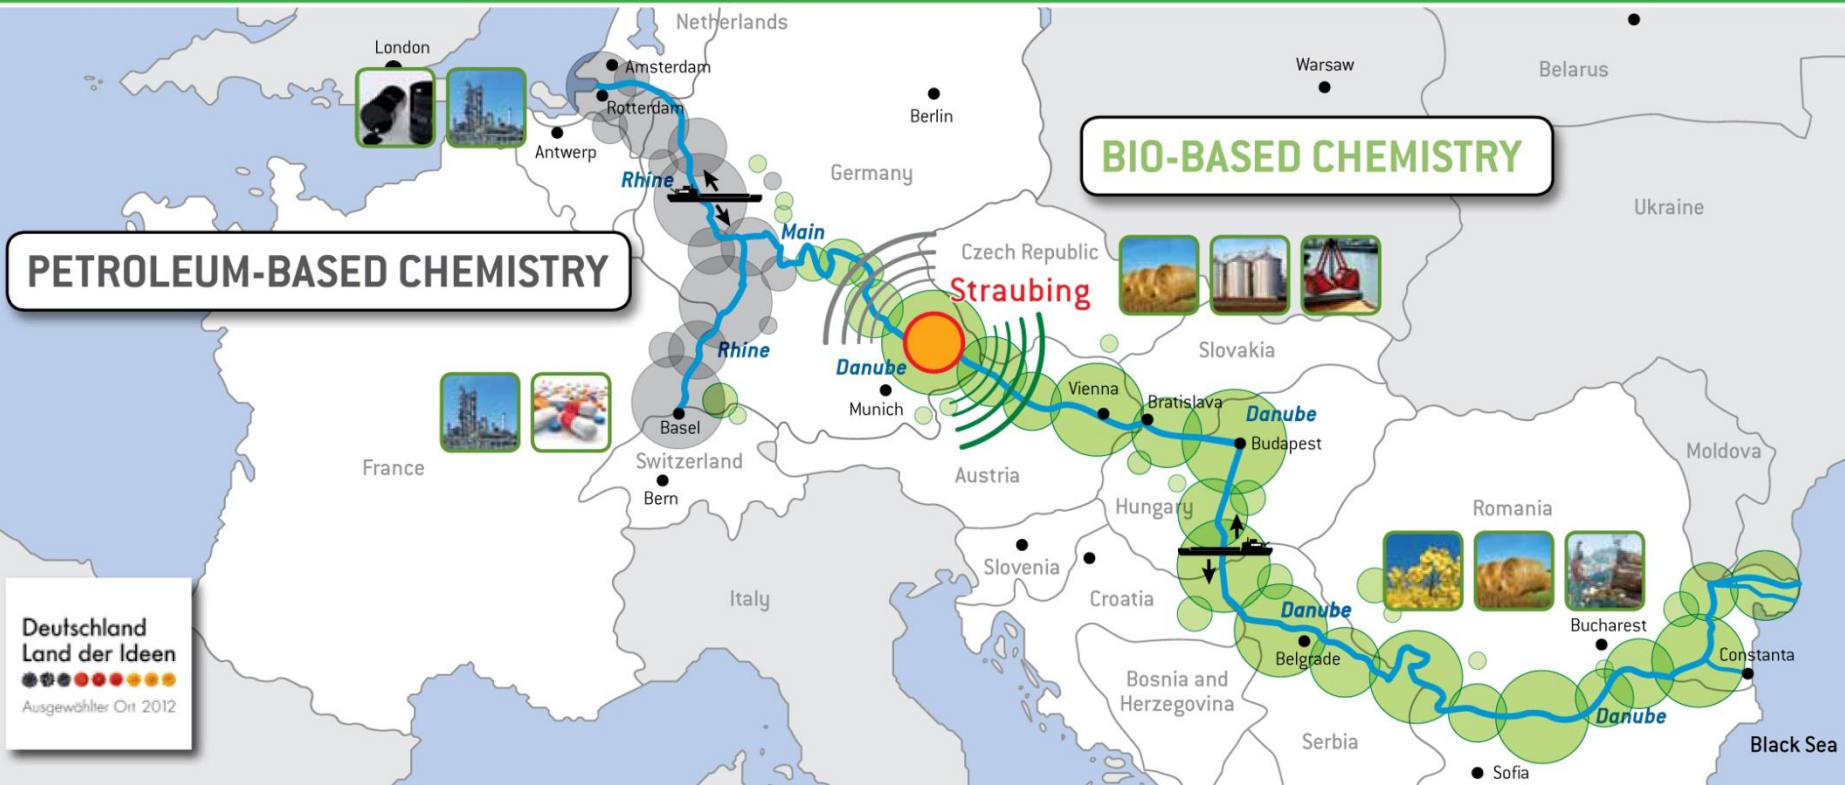 Netherlands
London
Amsterdam
Rotterdam
Antwerp
Berlin
Warsaw
Belarus
BIO-BASED CHEMISTRY
Rhine
Germany
Ukraine
Main
Czech Republic
PETROLEUM-BASED CHEMISTRY
Straubing
Rhine
Danube
Slovakia
Munich
Vienna
Bratislava
Danube
Basel
Budapest
France
Switzerland
Bern
Austria
Moldova
Hungary
Romania
Slovenia
Italy
Croatia
Danube
Bucharest
Deutschland
Land der Ideen
Ausgewählter Ort 2012
Belgrade
Constanta
Bosnia and
Herzegovina
Danube
Serbia
Black Sea
Sofia